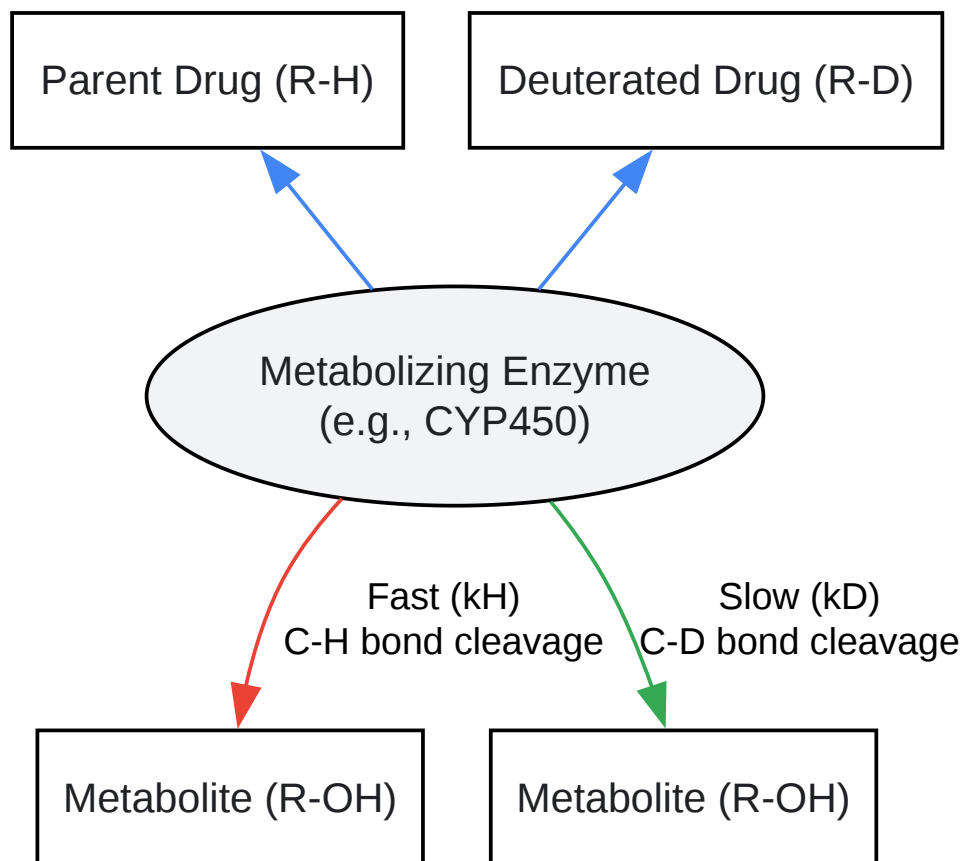 Parent Drug (R-H)
Deuterated Drug (R-D)
Metabolizing Enzyme
(e.g., CYP450)
Fast (kH)
C-H bond cleavage
Slow (kD)
C-D bond cleavage
Metabolite (R-OH)
Metabolite (R-OH)